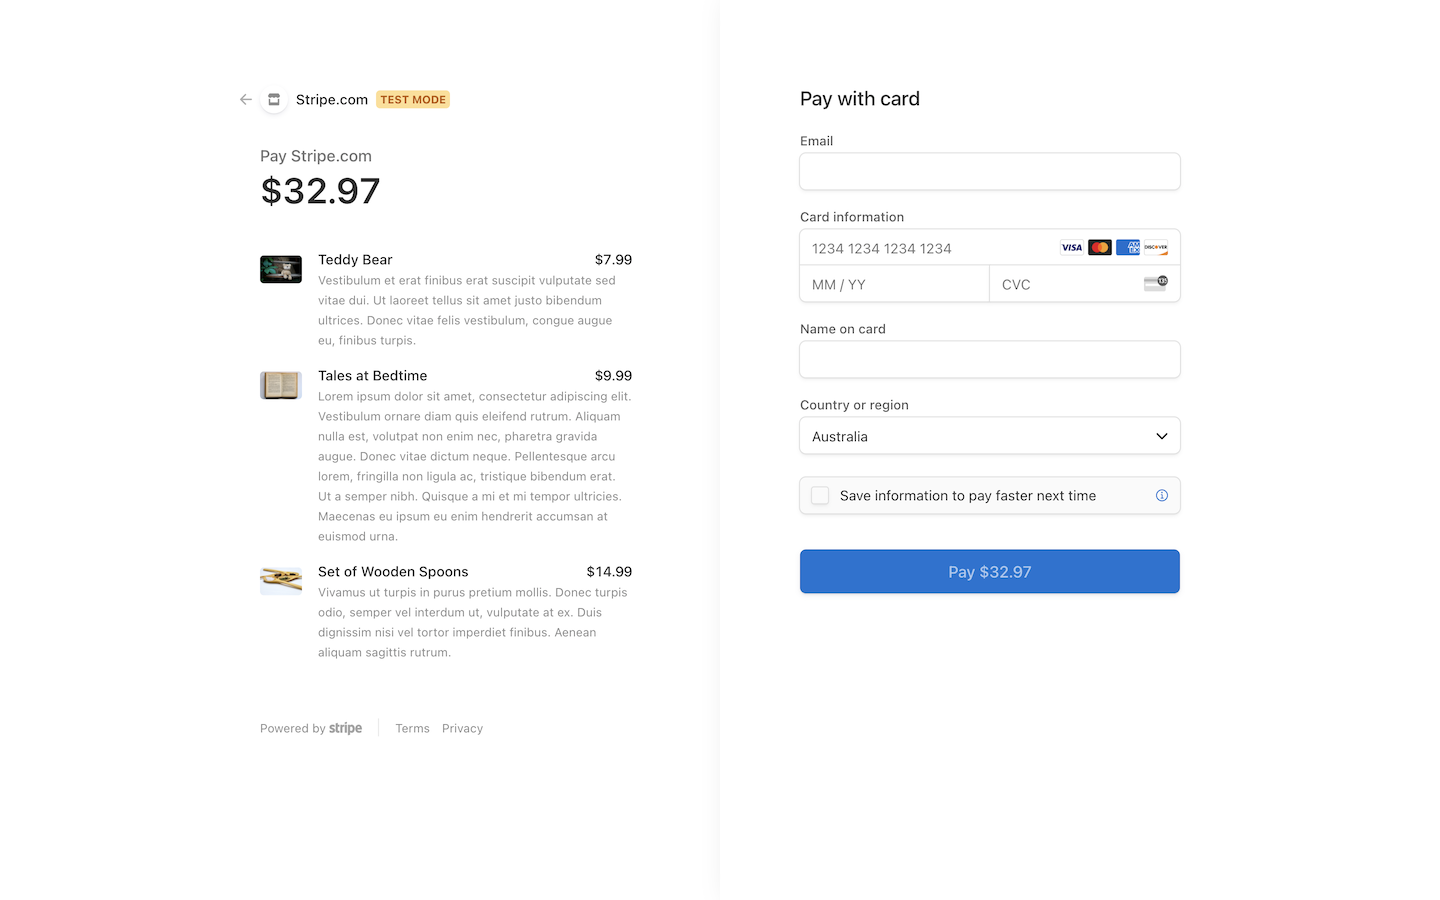 Stripe.com TEST MODE
Pay Stripe.com
$32.97
Teddy Bear $7.99
Vestibulum et erat finibus erat suscipit vulputate sed
vitae dui. Ut laoreet tellus sit amet justo bibendum
ultrices. Donec vitae felis vestibulum, congue augue
eu, finibus turpis.
Tales at Bedtime $9.99
Lorem ipsum dolor sit amet, consectetur adipiscing elit.
Vestibulum ornare diam quis eleifend rutrum. Aliquam
nulla est, volutpat non enim nec, pharetra gravida
augue. Donec vitae dictum neque. Pellentesque arcu
lorem, fringilla non ligula ac, tristique bibendum erat.
Ut a semper nibh. Quisque a mi et mi tempor ultricies.
Maecenas eu ipsum eu enim hendrerit accumsan at
euismod urna.
Set of Wooden Spoons $14.99
Vivamus ut turpis in purus pretium mollis. Donec turpis
odio, semper vel interdum ut, vulputate at ex. Duis
dignissim nisi vel tortor imperdiet finibus. Aenean
aliquam sagittis rutrum.
Powered by stripe Terms Privacy
Pay with card
Email
Card information
1234 1234 1234 1234 VISA AM EX DISCOVER
MM / YY CVC 135
Name on card
Country or region
Australia
Save information to pay faster next time
Pay $32.97